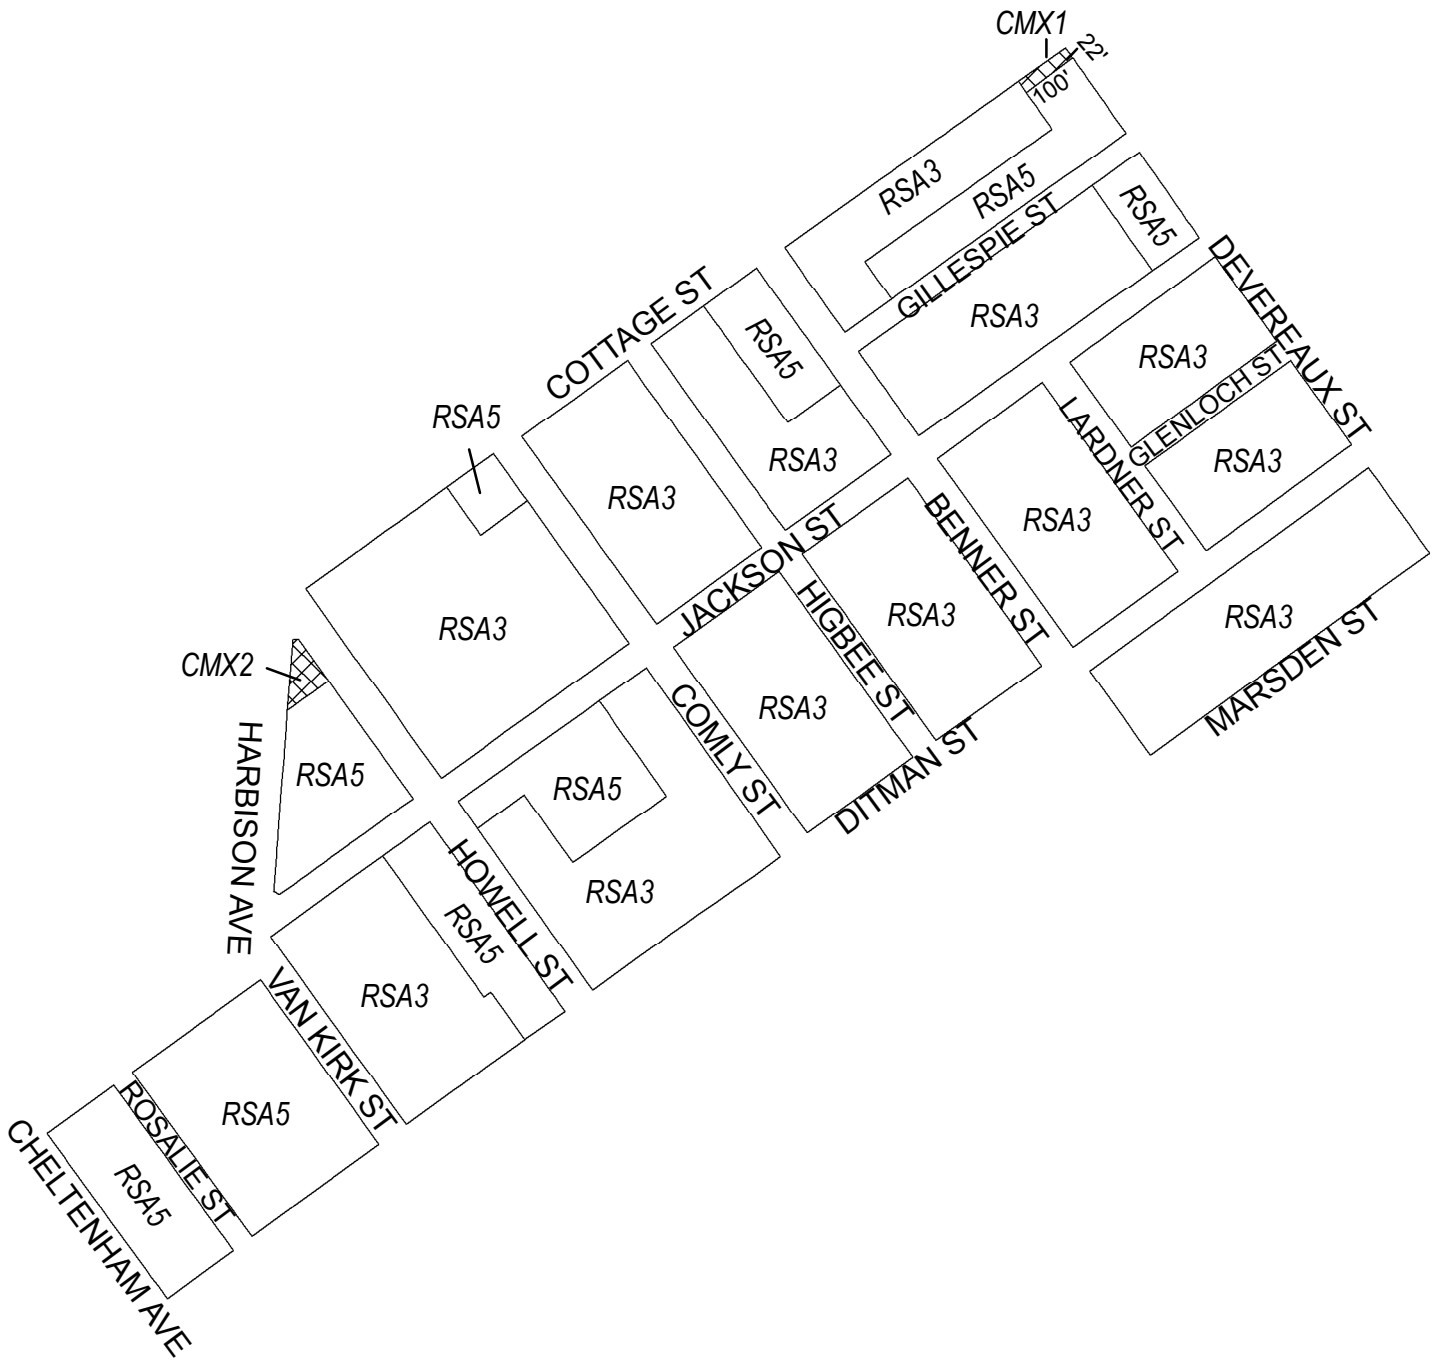 CMX1
22'
100'
RSA3
RSA5
RSA5
GILLESPIE ST
DEVEREAUX ST
COTTAGE ST
RSA5
RSA3
RSA3
GLENLOCH ST
RSA5
LARDNER ST
RSA3
RSA3
RSA3
RSA3
JACKSON ST
BENNER ST
RSA3
HIGBEE ST
RSA3
RSA3
MARSDEN ST
CMX2
COMLY ST
RSA3
HARBISON AVE
RSA5
RSA5
DITMAN ST
HOWELL ST
RSA3
RSA5
RSA3
VAN KIRK ST
RSA5
ROSALIE ST
RSA5
CHELTENHAM AVE